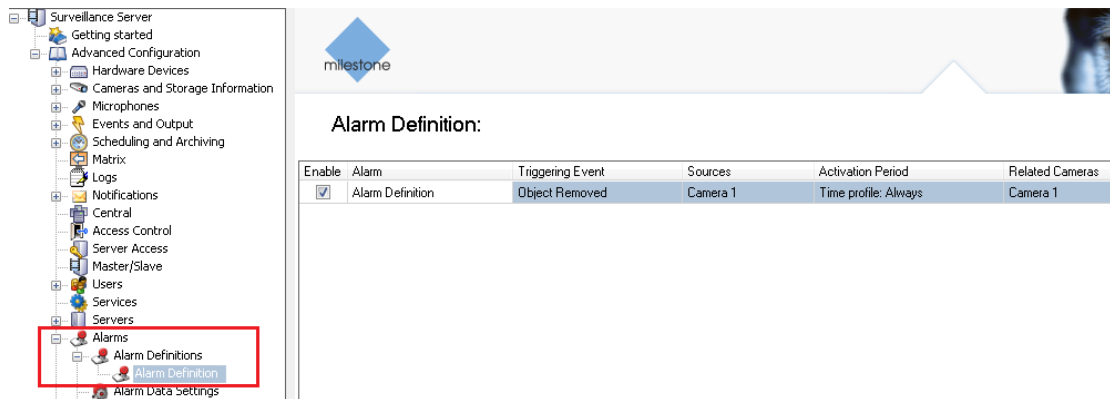 Surveillance Server
Getting started
Advanced Configuration
Hardware Devices
Cameras and Storage Information
Microphones
Events and Output
Scheduling and Archiving
Matrix
Logs
Notifications
Central
Access Control
Server Access
Master/Slave
Users
Services
Servers
Alarms
Alarm Definitions
Alarm Definition
Alarm Data Settings
milestone
Alarm Definition:
Enable Alarm Triggering Event Sources Activation Period Related Cameras
Alarm Definition Object Removed Camera 1 Time profile: Always Camera 1